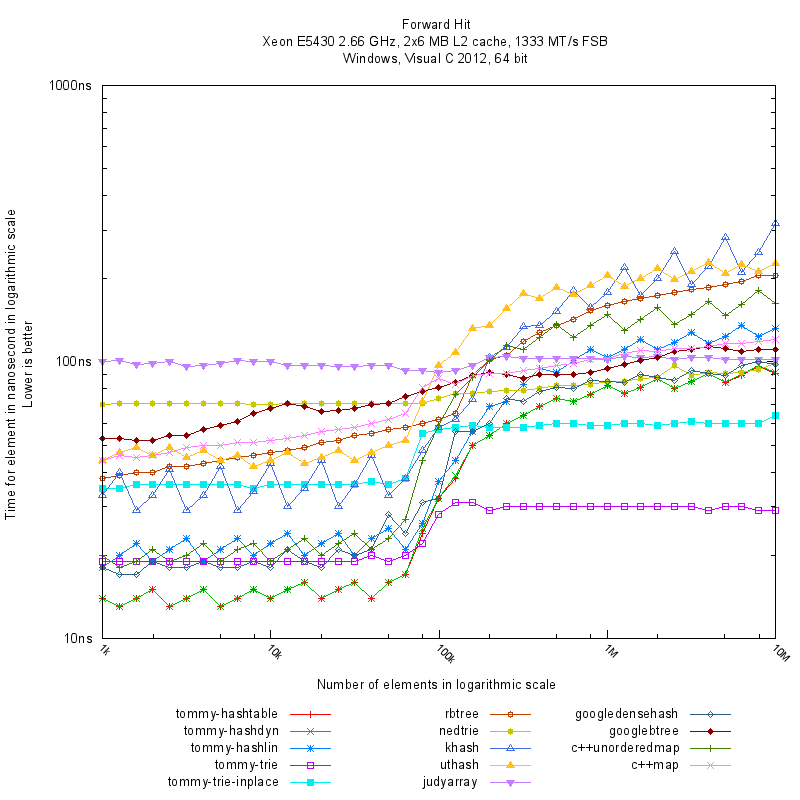 Forward Hit
Xeon E5430 2.66 GHz, 2x6 MB L2 cache, 1333 MT/s FSB
Windows, Visual C 2012, 64 bit
Time for element in nanosecond in logarithmic scale
Lower is better
1000ns
100ns
10ns
1k
10k
100k
1M
10M
Number of elements in logarithmic scale
tommy-hashtable
tommy-hashdyn
tommy-hashlin
tommy-trie
tommy-trie-inplace
rbtree
nedtrie
khash
uthash
judyarray
googledensehash
googlebtree
c++unorderedmap
c++map